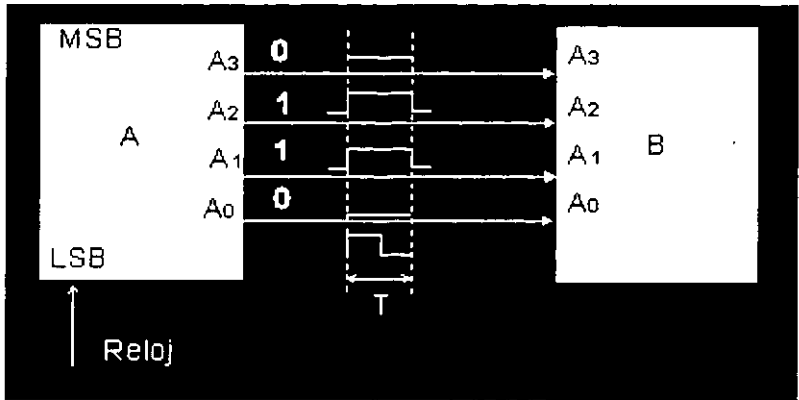 MSB
A3 0 A3
A2 1 A2
A B
A1 1 A1
A0 0 A0
LSB
T
Reloj